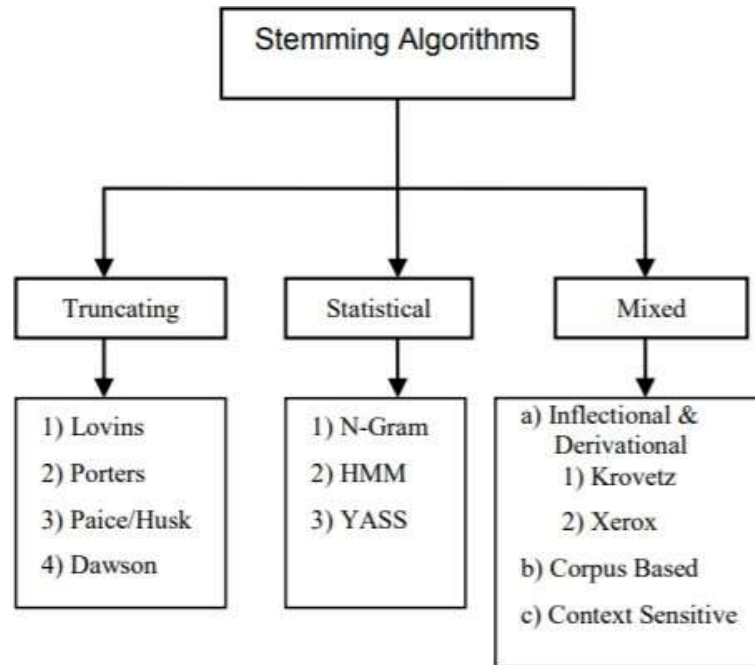 Stemming Algorithms
Truncating
Statistical
Mixed
1) Lovins
2) Porters
3) Paice/Husk
4) Dawson
1) N-Gram
2) HMM
3) YASS
a) Inflectional &
Derivational
1) Krovetz
2) Xerox
b) Corpus Based
c) Context Sensitive